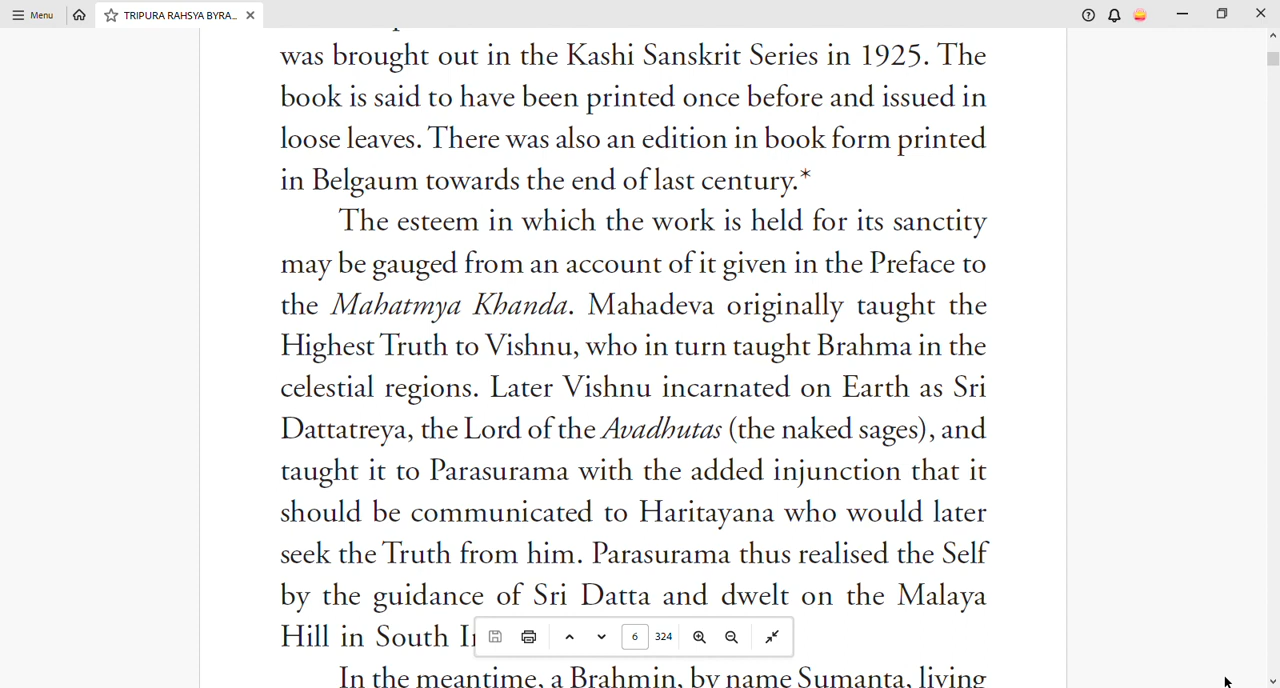 Menu
TRIPURA RAHSYA BYRA...
was brought out in the Kashi Sanskrit Series in 1925. The
book is said to have been printed once before and issued in
loose leaves. There was also an edition in book form printed
in Belgaum towards the end of last century.*
The esteem in which the work is held for its sanctity
may be gauged from an account of it given in the Preface to
the Mahatmya Khanda. Mahadeva originally taught the
Highest Truth to Vishnu, who in turn taught Brahma in the
celestial regions. Later Vishnu incarnated on Earth as Sri
Dattatreya, the Lord of the Avadhutas (the naked sages), and
taught it to Parasurama with the added injunction that it
should be communicated to Haritayana who would later
seek the Truth from him. Parasurama thus realised the Self
by the guidance of Sri Datta and dwelt on the Malaya
Hill in South
6 324
In the meantime, a Brahmin, by name Sumanta, living